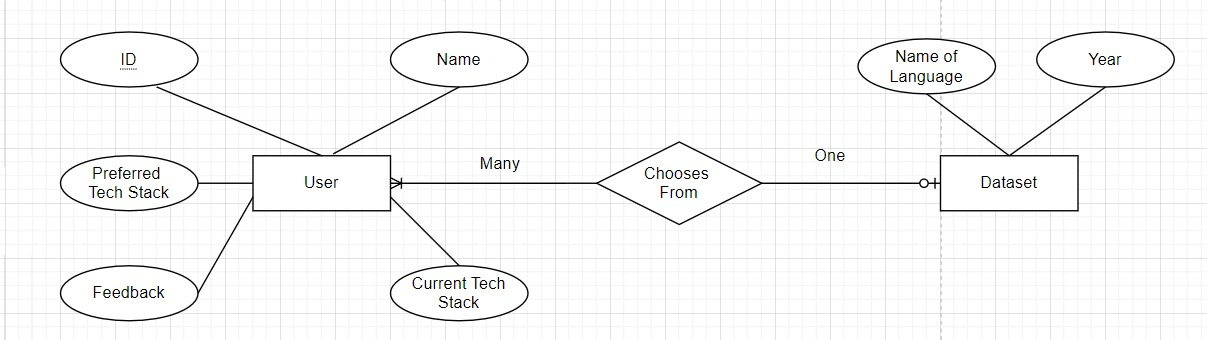 ID
Name
Name of
Language
Year
Preferred
Tech Stack
User
Many
Chooses
From
One
Dataset
Feedback
Current Tech
Stack